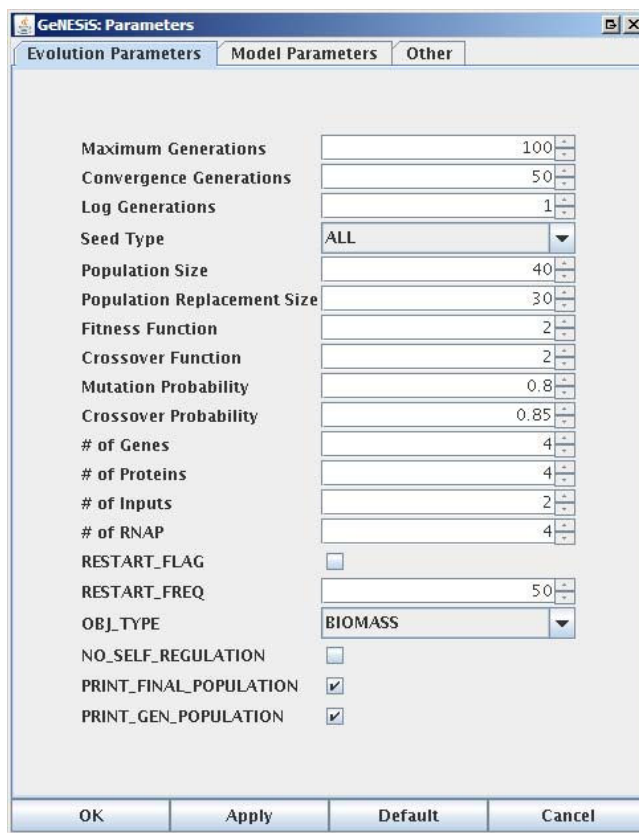 GeNESiS: Parameters
Evolution Parameters Model Parameters Other
Maximum Generations 100
Convergence Generations 50
Log Generations 1
Seed Type ALL
Population Size 40
Population Replacement Size 30
Fitness Function 2
Crossover Function 2
Mutation Probability 0.8
Crossover Probability 0.85
# of Genes 4
# of Proteins 4
# of Inputs 2
# of RNAP 4
RESTART_FLAG
RESTART_FREQ 50
OBJ_TYPE BIOMASS
NO_SELF_REGULATION
PRINT_FINAL_POPULATION
PRINT_GEN_POPULATION
OK Apply Default Cancel